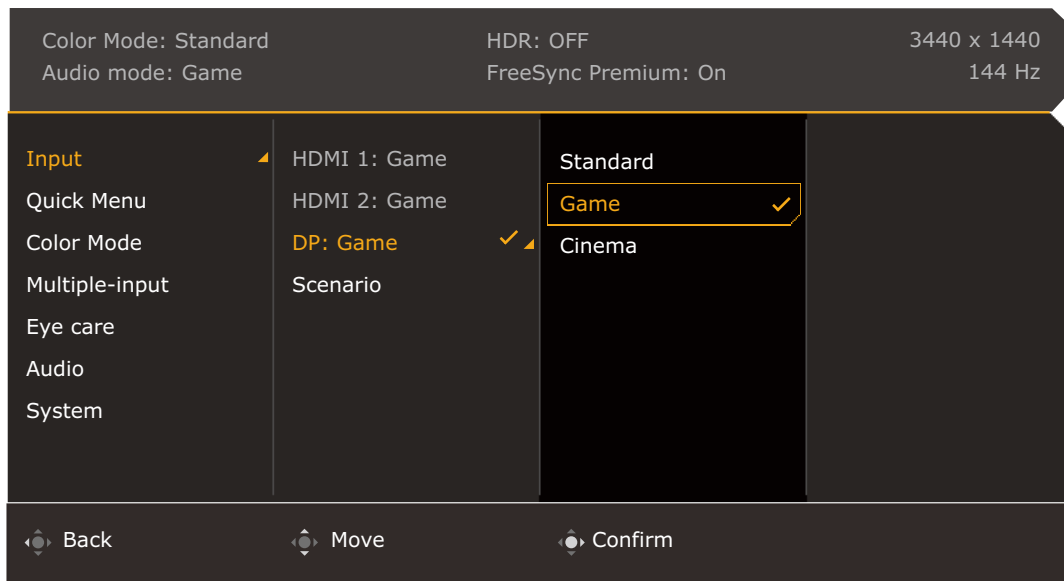 Color Mode: Standard
HDR: OFF
3440 x 1440
Audio mode: Game
FreeSync Premium: On
144 Hz
Input
Quick Menu
Color Mode
Multiple-input
Eye care
Audio
System
HDMI 1: Game
HDMI 2: Game
DP: Game
Scenario
Standard
Game
Cinema
Back
Move
Confirm